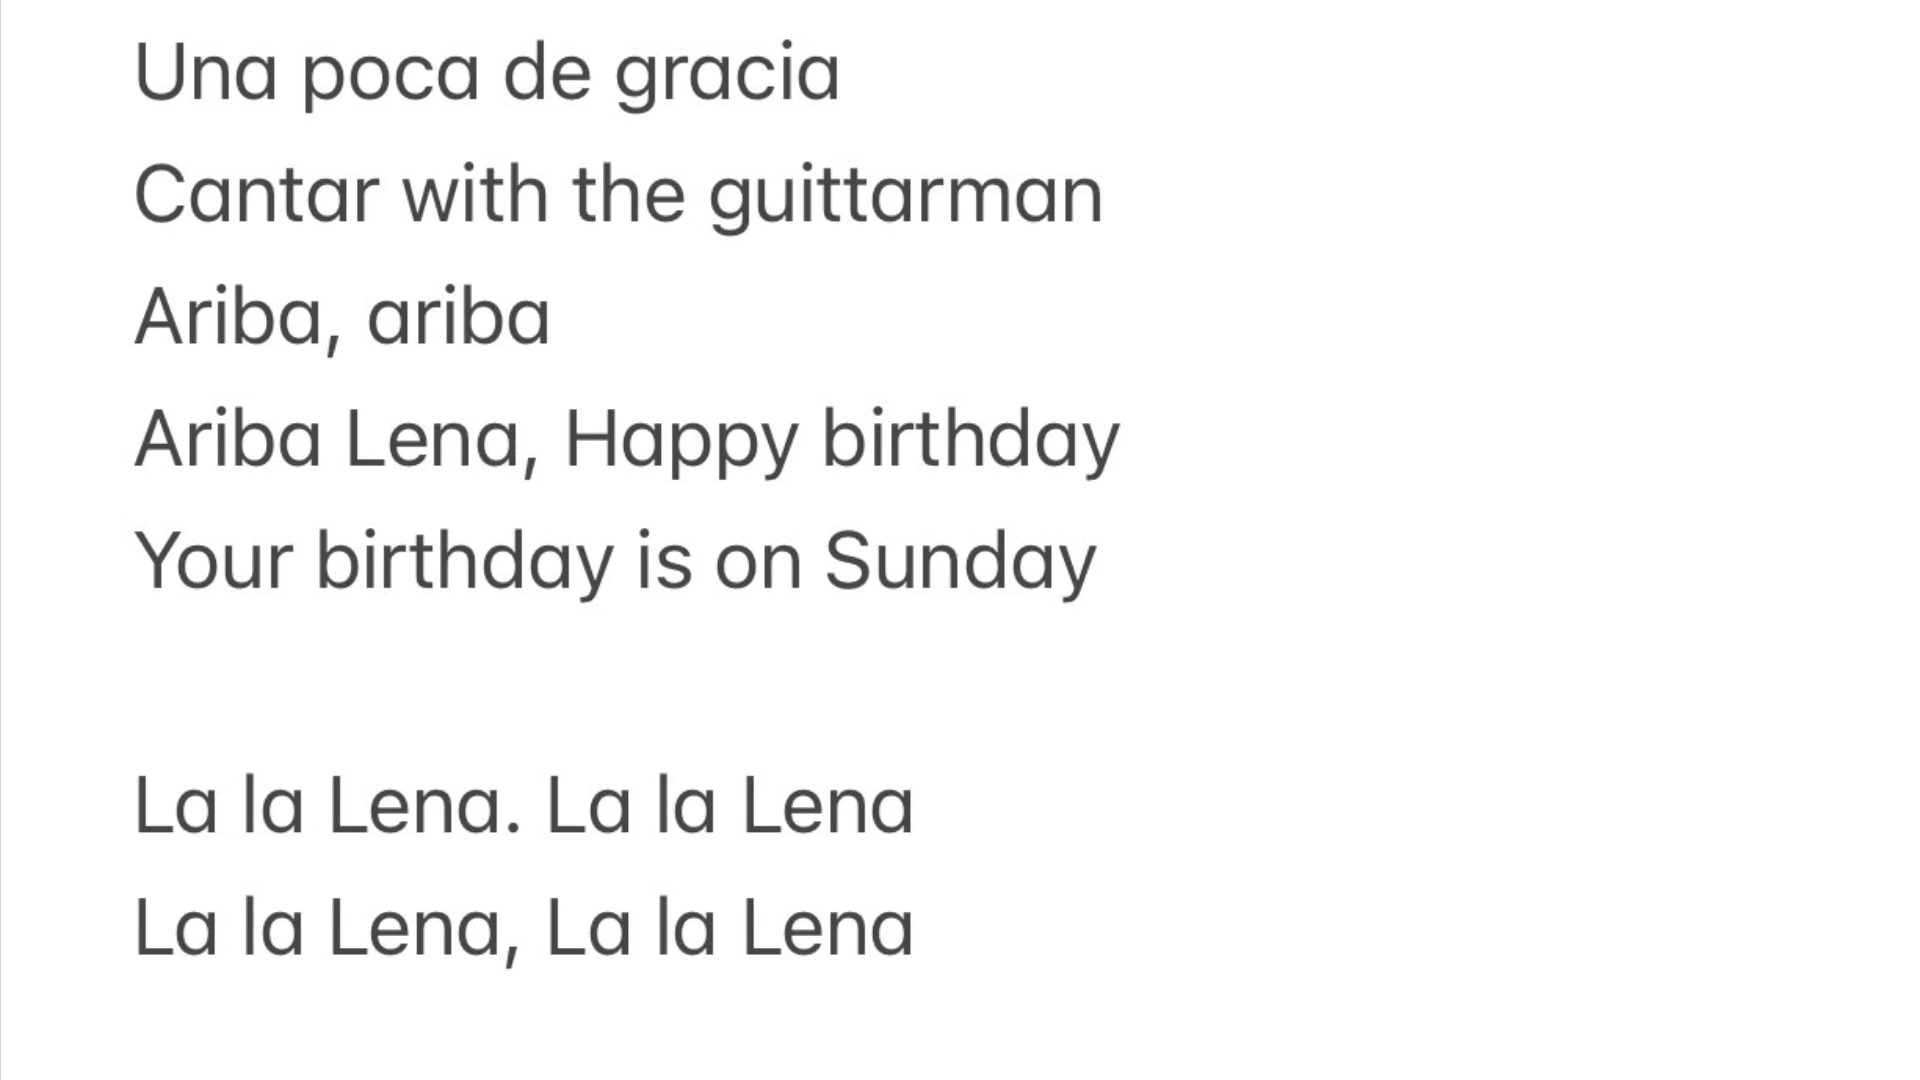 Una poca de gracia
Cantar with the guittarman
Ariba, ariba
Ariba Lena, Happy birthday
Your birthday is on Sunday
La la Lena. La la Lena
La la Lena, La la Lena